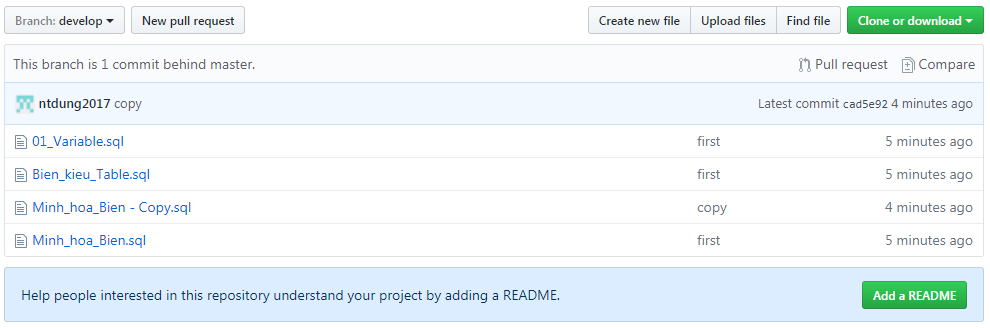 Branch: develop New pull request Create new file Upload files Find file Clone or download
This branch is 1 commit behind master. Pull request Compare
ntdung2017 copy Latest commit cad5e92 4 minutes ago
01_Variable.sql first 5 minutes ago
Bien_kieu_Table.sql first 5 minutes ago
Minh_hoa_Bien - Copy.sql copy 4 minutes ago
Minh_hoa_Bien.sql first 5 minutes ago
Help people interested in this repository understand your project by adding a README. Add a README